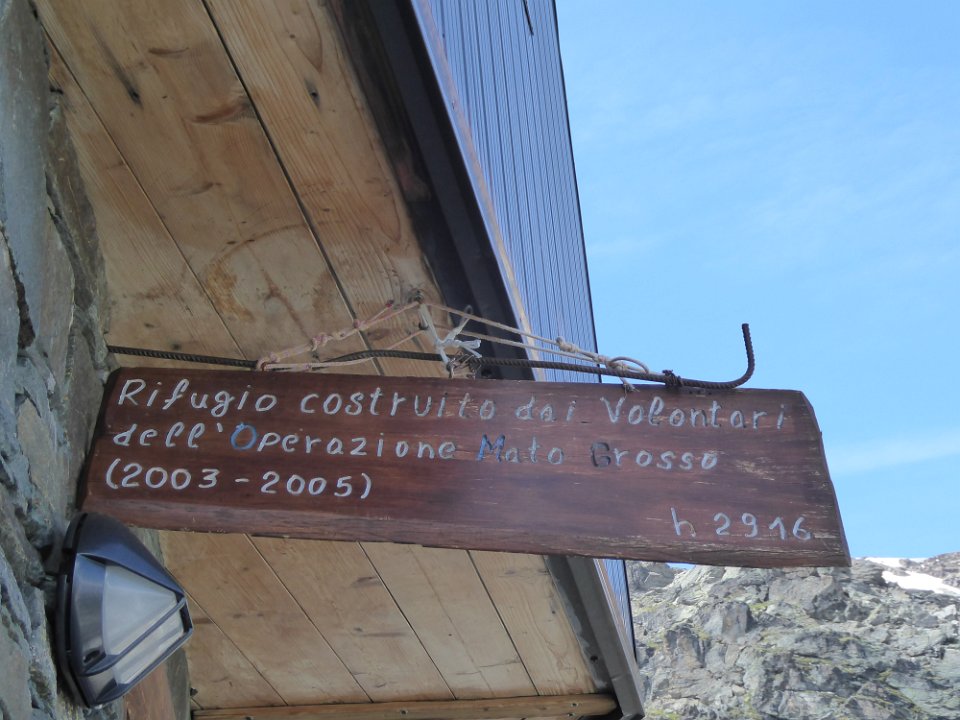 Rifugio costruito dai Volontari
dell'Operazione Mato Grosso
(2003 - 2005)
h 2916